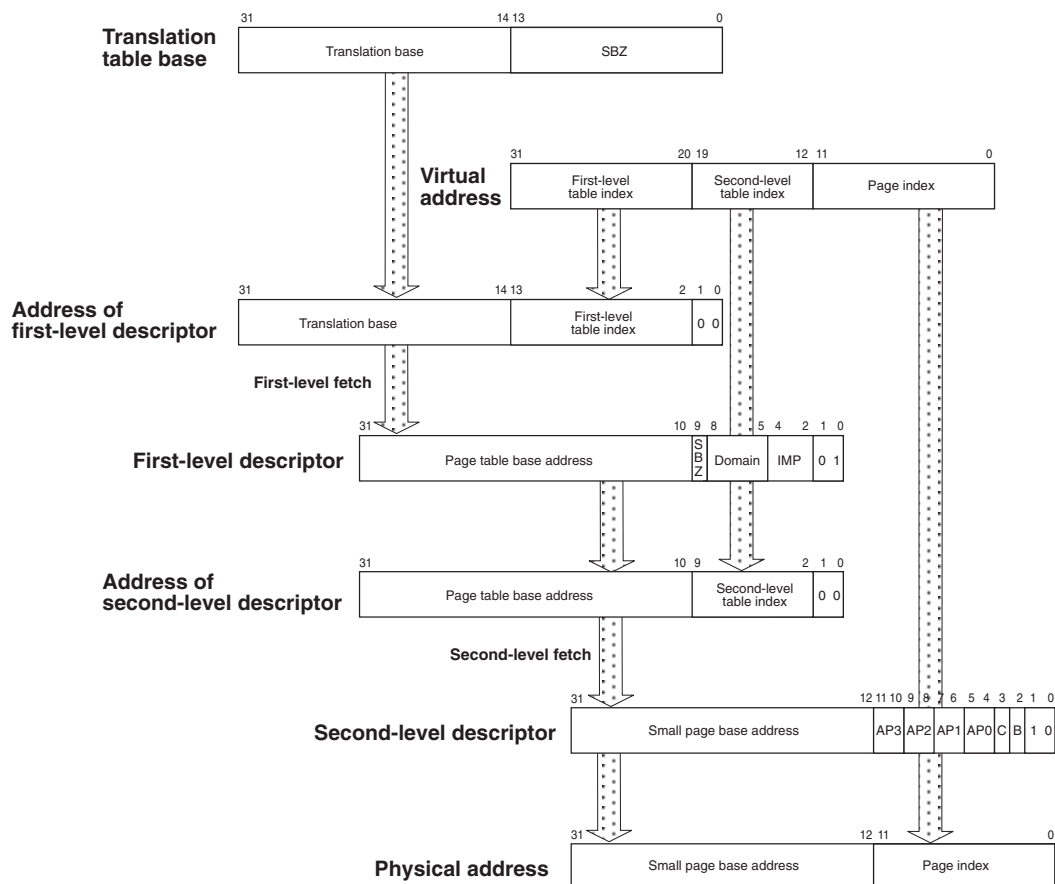 31 14 13 0
Translation
table base
Translation base SBZ
31 20 19 12 11 0
Virtual
address
First-level
table index
Second-level
table index
Page index
31 14 13 2 1 0
Address of
first-level descriptor
Translation base
First-level
table index
0 0
First-level fetch
31 10 9 8 5 4 2 1 0
First-level descriptor
Page table base address
S
B
Z
Domain IMP 0 1
31 10 9 2 1 0
Address of
second-level descriptor
Page table base address
Second-level
table index
0 0
Second-level fetch
31 12 11 10 9 8 7 6 5 4 3 2 1 0
Second-level descriptor
Small page base address AP3 AP2 AP1 AP0 C B 1 0
31 12 11 0
Physical address
Small page base address Page index